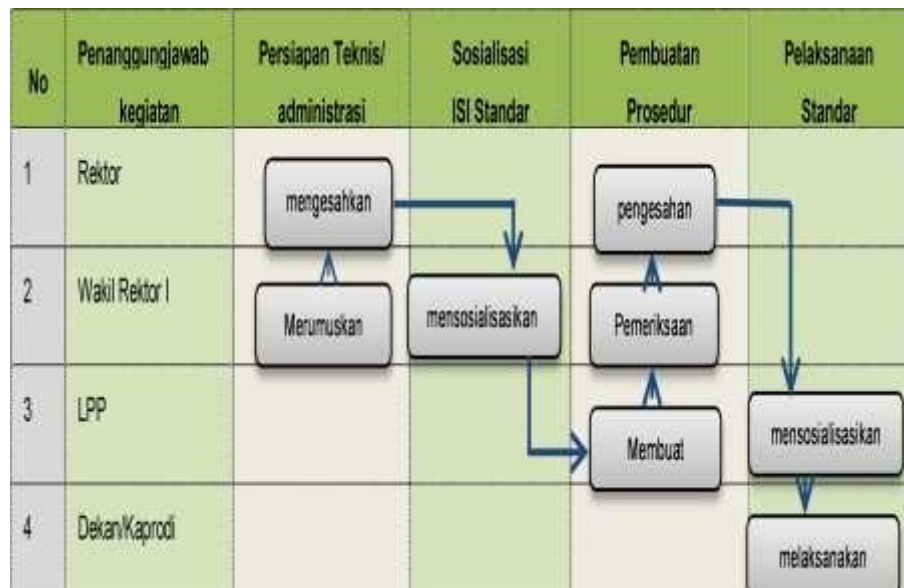 No
Penanggungjawab
kegiatan
Persiapan Teknis/
administrasi
Sosialisasi
ISI Standar
Pembuatan
Prosedur
Pelaksanaan
Standar
1
Rektor
mengesahkan
pengesahan
2
Wakil Rektor I
Merumuskan
mensosialisasikan
Pemeriksaan
3
LPP
Membuat
mensosialisasikan
4
Dekan/Kaprodi
melaksanakan